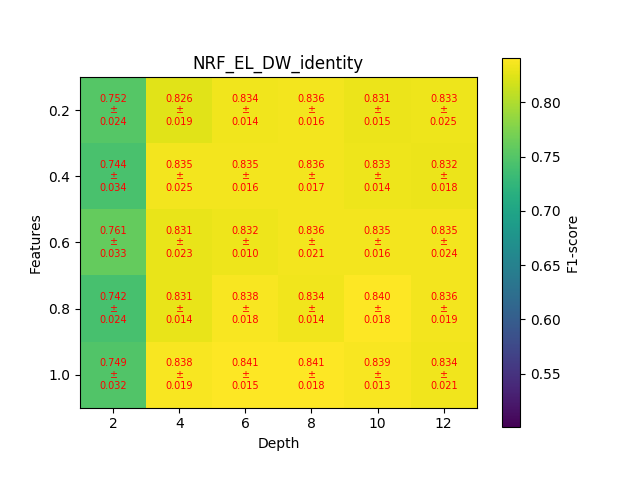 NRF_EL_DW_identity
0.752 0.826 0.834 0.836 0.831 0.833
± ± ± ± ± ±
0.024 0.019 0.014 0.016 0.015 0.025
0.744 0.835 0.835 0.836 0.833 0.832
± ± ± ± ± ±
0.034 0.025 0.016 0.017 0.014 0.018
0.761 0.831 0.832 0.836 0.835 0.835
± ± ± ± ± ±
0.033 0.023 0.010 0.021 0.016 0.024
0.742 0.831 0.838 0.834 0.840 0.836
± ± ± ± ± ±
0.024 0.014 0.018 0.014 0.018 0.019
0.749 0.838 0.841 0.841 0.839 0.834
± ± ± ± ± ±
0.032 0.019 0.015 0.018 0.013 0.021
0.2
0.4
0.6
0.8
1.0
Features
2 4 6 8 10 12
Depth
0.80
0.75
0.70
0.65
0.60
0.55
F1-score